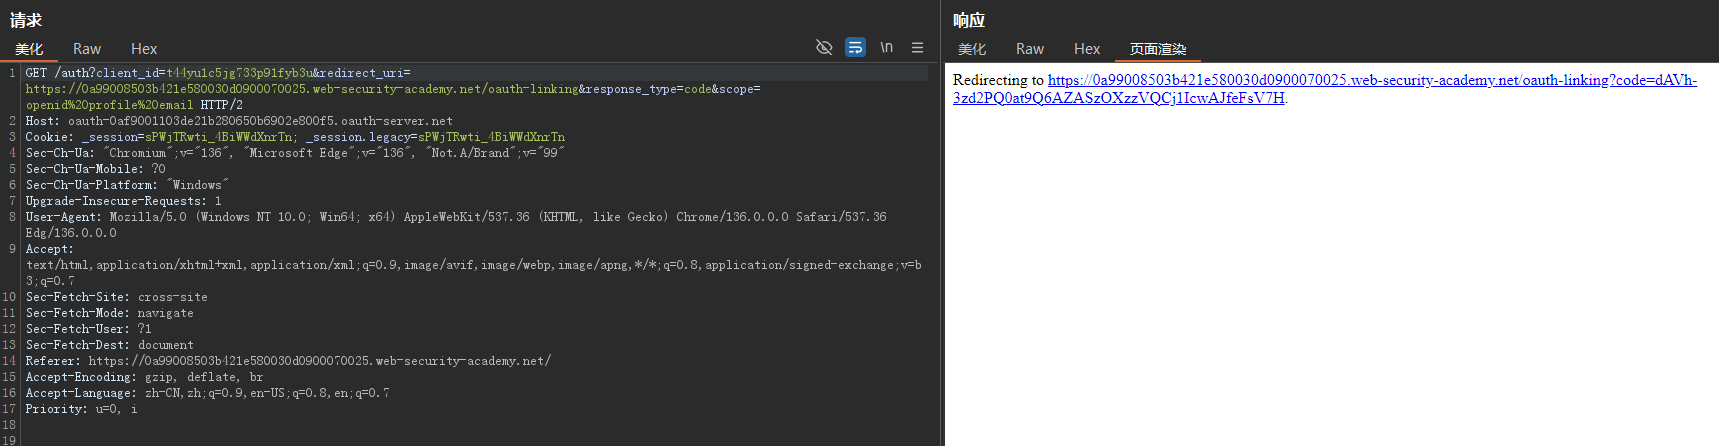 请求
美化 Raw Hex \n
1 GET /auth?client_id=t44yu1c5jg733p91fyb3u&redirect_uri=
https://0a99008503b421e580030d0900070025.web-security-academy.net/oauth-linking&response_type=code&scope=
openid%20profile%20email HTTP/2
2 Host: oauth-0af9001103de21b280650b6902e800f5.oauth-server.net
3 Cookie: _session=sPWjTRwti_4BiWWdXnrTn; _session.legacy=sPWjTRwti_4BiWWdXnrTn
4 Sec-Ch-Ua: "Chromium";v="136", "Microsoft Edge";v="136", "Not.A/Brand";v="99"
5 Sec-Ch-Ua-Mobile: ?0
6 Sec-Ch-Ua-Platform: "Windows"
7 Upgrade-Insecure-Requests: 1
8 User-Agent: Mozilla/5.0 (Windows NT 10.0; Win64; x64) AppleWebKit/537.36 (KHTML, like Gecko) Chrome/136.0.0.0 Safari/537.36
Edg/136.0.0.0
9 Accept:
text/html,application/xhtml+xml,application/xml;q=0.9,image/avif,image/webp,image/apng,*/*;q=0.8,application/signed-exchange;v=b
3;q=0.7
10 Sec-Fetch-Site: cross-site
11 Sec-Fetch-Mode: navigate
12 Sec-Fetch-User: ?1
13 Sec-Fetch-Dest: document
14 Referer: https://0a99008503b421e580030d0900070025.web-security-academy.net/
15 Accept-Encoding: gzip, deflate, br
16 Accept-Language: zh-CN,zh;q=0.9,en-US;q=0.8,en;q=0.7
17 Priority: u=0, i
18
19
响应
美化 Raw Hex 页面渲染
Redirecting to https://0a99008503b421e580030d0900070025.web-security-academy.net/oauth-linking?code=dAVh-
3zd2PQ0at9Q6AZASzOXzzVQCj1IcwAJfeFsV7H.